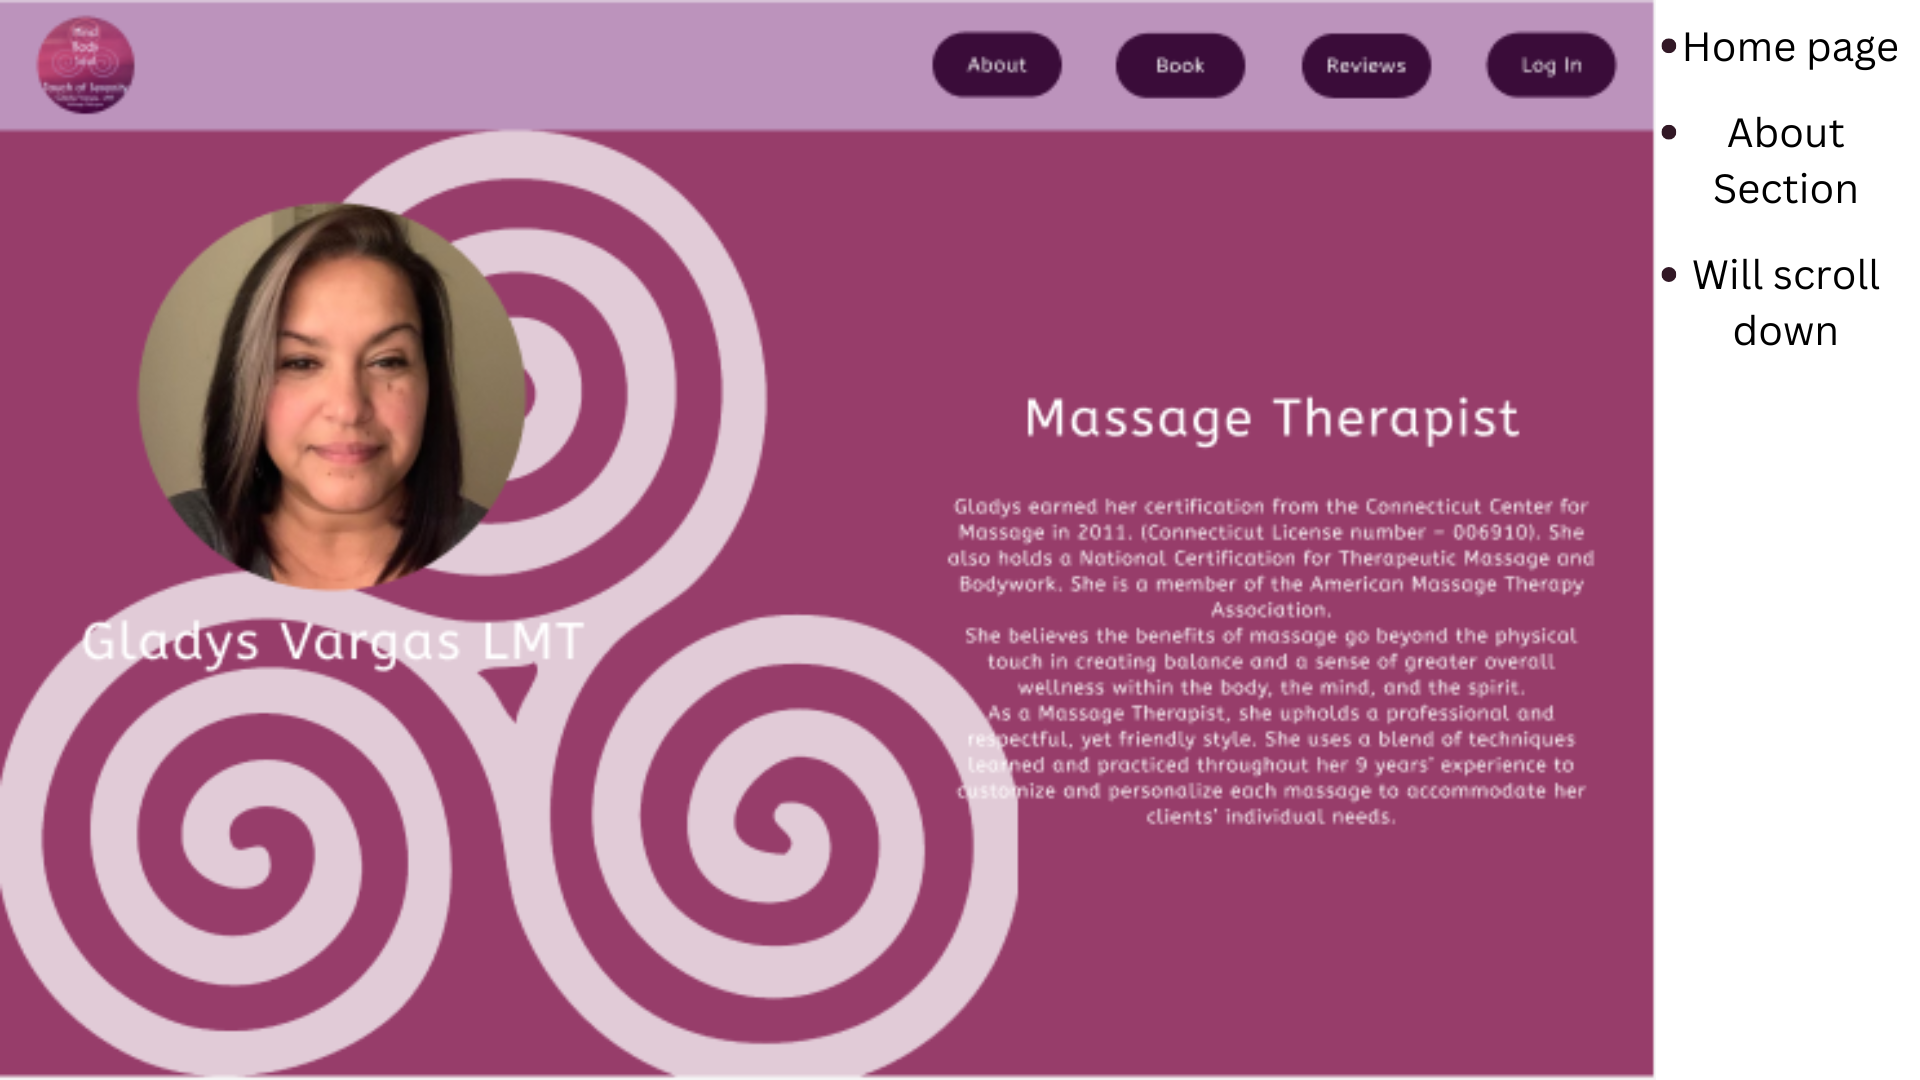 Mind
Body
Soul
Touch of Serenity
About
Book
Reviews
Log In
Gladys Vargas LMT
Massage Therapist
Gladys earned her certification from the Connecticut Center for
Massage in 2011. (Connecticut License number – 006910). She
also holds a National Certification for Therapeutic Massage and
Bodywork. She is a member of the American Massage Therapy
Association.
She believes the benefits of massage go beyond the physical
touch in creating balance and a sense of greater overall
wellness within the body, the mind, and the spirit.
As a Massage Therapist, she upholds a professional and
respectful, yet friendly style. She uses a blend of techniques
learned and practiced throughout her 9 years’ experience to
customize and personalize each massage to accommodate her
clients’ individual needs.
•Home page
• About
Section
• Will scroll
down